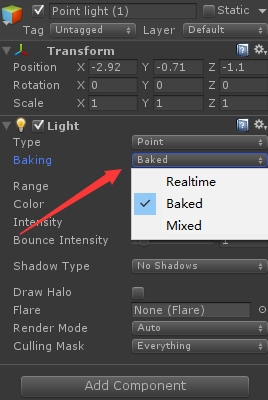 Point light (1) Static
Tag Untagged Layer Default
Transform
Position X -2.92 Y -0.71 Z -1.1
Rotation X 0 Y 0 Z 0
Scale X 1 Y 1 Z 1
Light
Type Point
Baking Baked
Realtime
Range
Baked
Color
Mixed
Intensity
Bounce Intensity 1
Shadow Type No Shadows
Draw Halo
Flare None (Flare)
Render Mode Auto
Culling Mask Everything
Add Component